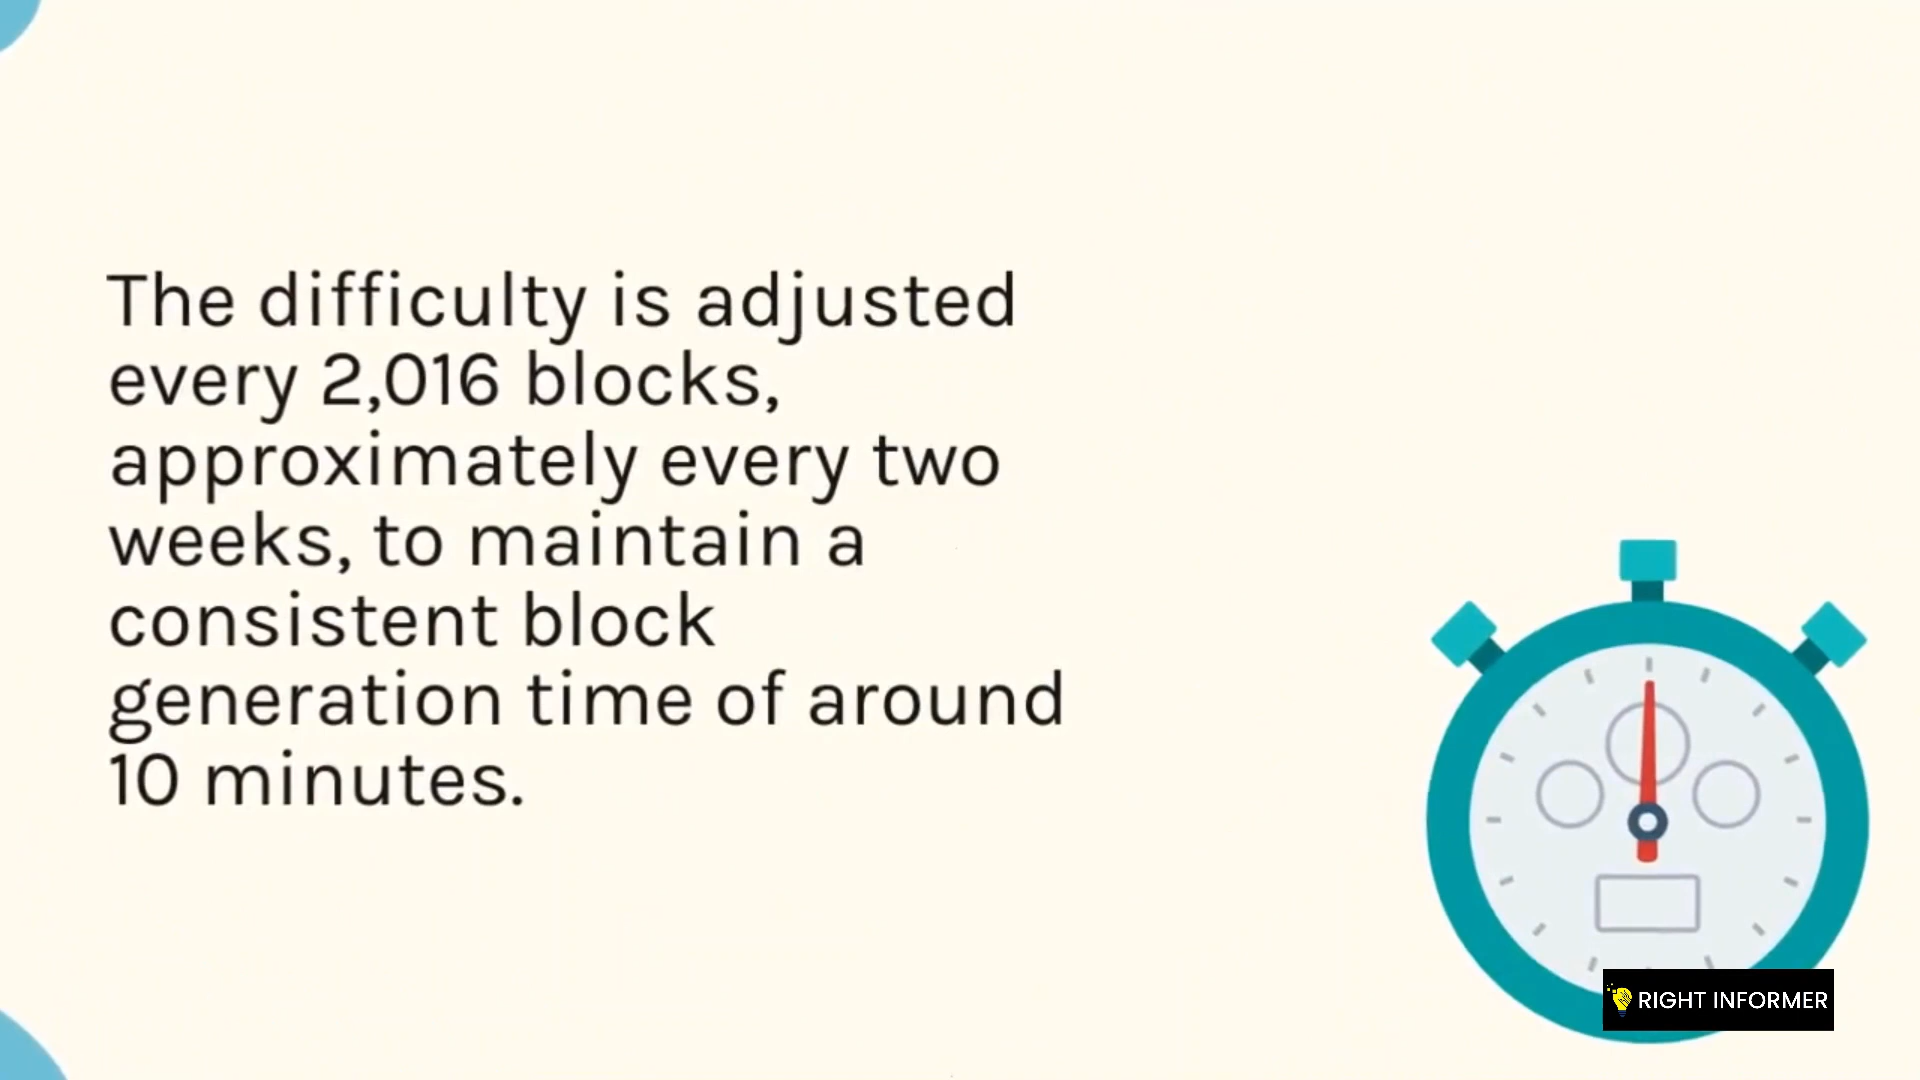 The difficulty is adjusted
every 2,016 blocks,
approximately every two
weeks, to maintain a
consistent block
generation time of around
10 minutes.
RIGHT INFORMER